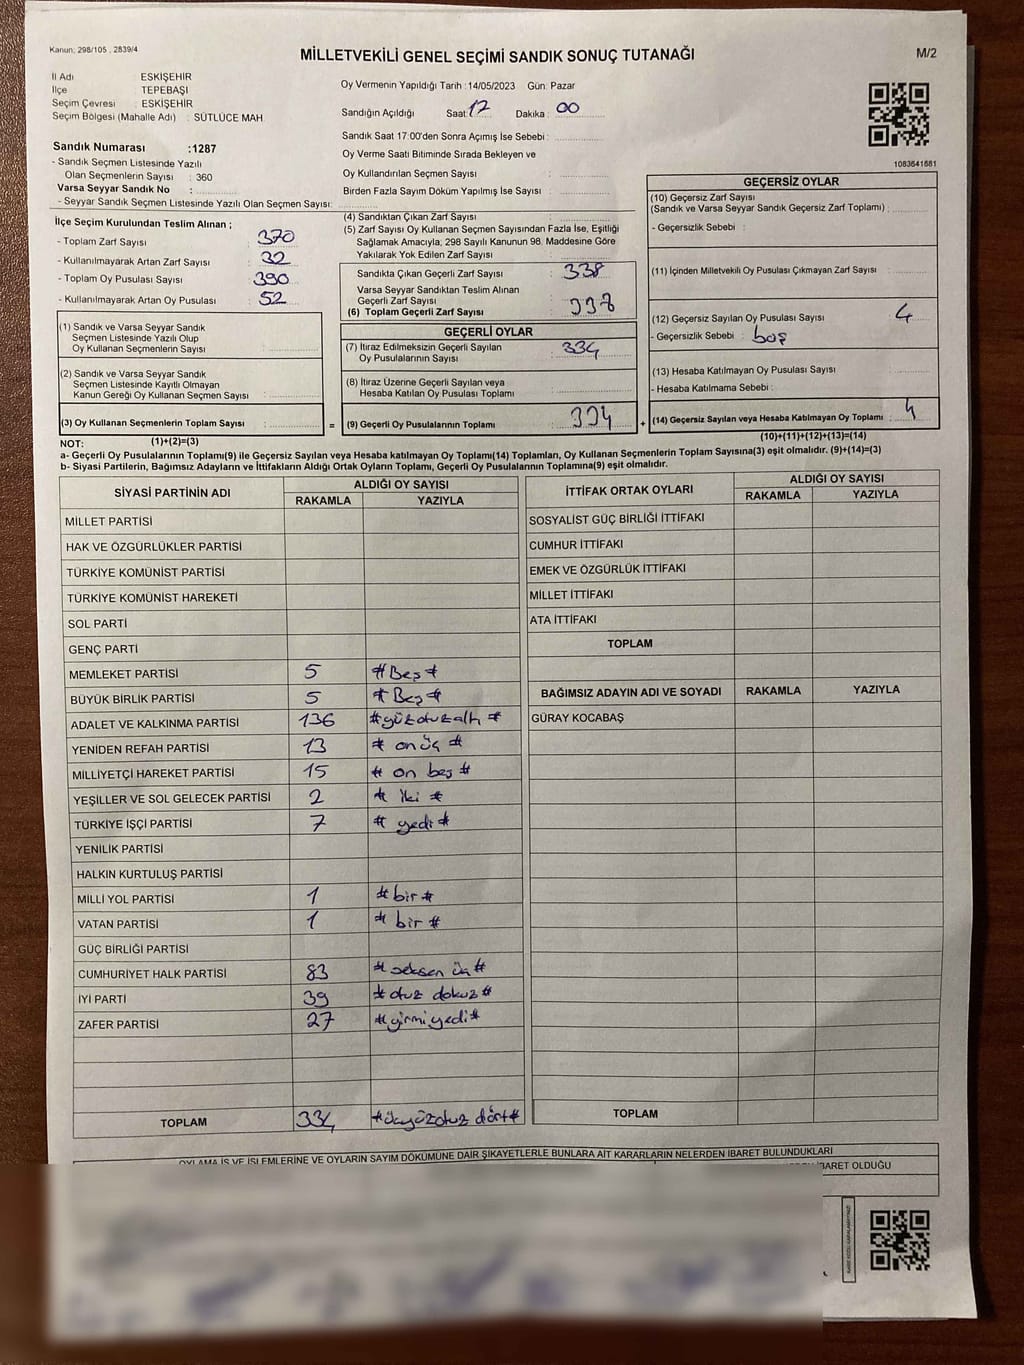 Kanun: 298/105 , 2839/4
MİLLETVEKİLİ GENEL SEÇİMİ SANDIK SONUÇ TUTANAĞI
M/2
İl Adı ESKİŞEHİR
İlçe TEPEBAŞI
Seçim Çevresi : ESKİŞEHİR
Seçim Bölgesi (Mahalle Adı) : SÜTLÜCE MAH
Oy Vermenin Yapıldığı Tarih :14/05/2023 Gün: Pazar
Sandığın Açıldığı Saat: 17 Dakika: 00
Sandık Saat 17:00'den Sonra Açımış İse Sebebi :
Oy Verme Saati Bitiminde Sırada Bekleyen ve
Oy Kullandırılan Seçmen Sayısı :
Birden Fazla Sayım Döküm Yapılmış İse Sayısı :
1083641681
Sandık Numarası :1287
- Sandık Seçmen Listesinde Yazılı
Olan Seçmenlerin Sayısı : 360
Varsa Seyyar Sandık No :
- Seyyar Sandık Seçmen Listesinde Yazılı Olan Seçmen Sayısı:
İlçe Seçim Kurulundan Teslim Alınan ;
- Toplam Zarf Sayısı 370
- Kullanılmayarak Artan Zarf Sayısı 32
- Toplam Oy Pusulası Sayısı 390
- Kullanılmayarak Artan Oy Pusulası 52
(1) Sandık ve Varsa Seyyar Sandık
Seçmen Listesinde Yazılı Olup
Oy Kullanan Seçmenlerin Sayısı :
(2) Sandık ve Varsa Seyyar Sandık
Seçmen Listesinde Kayıtlı Olmayan
Kanun Gereği Oy Kullanan Seçmen Sayısı :
(3) Oy Kullanan Seçmenlerin Toplam Sayısı :
(1)+(2)=(3)
(4) Sandıktan Çıkan Zarf Sayısı :
(5) Zarf Sayısı Oy Kullanan Seçmen Sayısından Fazla İse, Eşitliği
Sağlamak Amacıyla; 298 Sayılı Kanunun 98. Maddesine Göre
Yakılarak Yok Edilen Zarf Sayısı :
Sandıkta Çıkan Geçerli Zarf Sayısı : 338
Varsa Seyyar Sandıktan Teslim Alınan
Geçerli Zarf Sayısı :
(6) Toplam Geçerli Zarf Sayısı : 338
GEÇERLİ OYLAR
(7) İtiraz Edilmeksizin Geçerli Sayılan
Oy Pusulalarının Sayısı : 334
(8) İtiraz Üzerine Geçerli Sayılan veya
Hesaba Katılan Oy Pusulası Toplamı :
= (9) Geçerli Oy Pusulalarının Toplamı : 334
GEÇERSİZ OYLAR
(10) Geçersiz Zarf Sayısı
(Sandık ve Varsa Seyyar Sandık Geçersiz Zarf Toplamı) :
- Geçersizlik Sebebi :
(11) İçinden Milletvekili Oy Pusulası Çıkmayan Zarf Sayısı :
(12) Geçersiz Sayılan Oy Pusulası Sayısı : 4
- Geçersizlik Sebebi : boş
(13) Hesaba Katılmayan Oy Pusulası Sayısı :
- Hesaba Katılmama Sebebi :
+ (14) Geçersiz Sayılan veya Hesaba Katılmayan Oy Toplamı : 4
(10)+(11)+(12)+(13)=(14)
NOT:
a- Geçerli Oy Pusulalarının Toplamı(9) ile Geçersiz Sayılan veya Hesaba Katılmayan Oy Toplamı(14) Toplamları, Oy Kullanan Seçmenlerin Toplam Sayısına(3) eşit olmalıdır. (9)+(14)=(3)
b- Siyasi Partilerin, Bağımsız Adayların ve İttifakların Aldığı Ortak Oyların Toplamı, Geçerli Oy Pusulalarının Toplamına(9) eşit olmalıdır.
SİYASİ PARTİNİN ADI ALDIĞI OY SAYISI
RAKAMLA YAZIYLA
MİLLET PARTİSİ
HAK VE ÖZGÜRLÜKLER PARTİSİ
TÜRKİYE KOMÜNİST PARTİSİ
TÜRKİYE KOMÜNİST HAREKETİ
SOL PARTİ
GENÇ PARTİ
MEMLEKET PARTİSİ 5 #Beş#
BÜYÜK BİRLİK PARTİSİ 5 #Beş#
ADALET VE KALKINMA PARTİSİ 136 #yüzotuzaltı#
YENİDEN REFAH PARTİSİ 13 # onüç #
MİLLİYETÇİ HAREKET PARTİSİ 15 # on beş #
YEŞİLLER VE SOL GELECEK PARTİSİ 2 # iki #
TÜRKİYE İŞÇİ PARTİSİ 7 # yedi #
YENİLİK PARTİSİ
HALKIN KURTULUŞ PARTİSİ
MİLLİ YOL PARTİSİ 1 #bir#
VATAN PARTİSİ 1 # bir #
GÜÇ BİRLİĞİ PARTİSİ
CUMHURİYET HALK PARTİSİ 83 #seksen üç#
İYİ PARTİ 39 #otuz dokuz#
ZAFER PARTİSİ 27 #yirmiyedi#
TOPLAM 334 #üçyüzotuz dört#
İTTİFAK ORTAK OYLARI ALDIĞI OY SAYISI
RAKAMLA YAZIYLA
SOSYALİST GÜÇ BİRLİĞİ İTTİFAKI
CUMHUR İTTİFAKI
EMEK VE ÖZGÜRLÜK İTTİFAKI
MİLLET İTTİFAKI
ATA İTTİFAKI
TOPLAM
BAĞIMSIZ ADAYIN ADI VE SOYADI RAKAMLA YAZIYLA
GÜRAY KOCABAŞ
TOPLAM
OYLAMA İŞ VE İŞLEMLERİNE VE OYLARIN SAYIM DÖKÜMÜNE DAİR ŞİKAYETLERLE BUNLARA AİT KARARLARIN NELERDEN İBARET BULUNDUKLARI
İBARET OLDUĞU